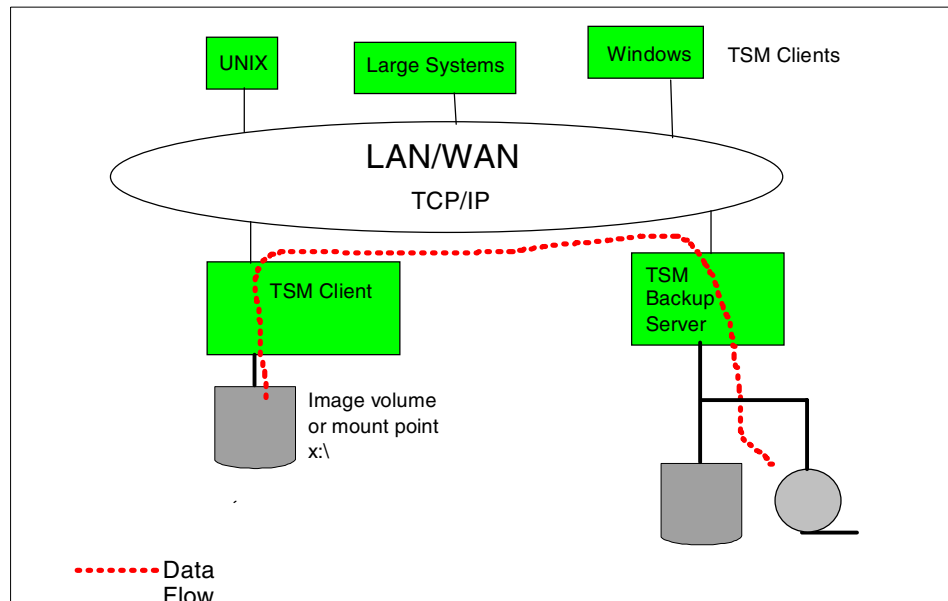 UNIX
Large Systems
Windows
TSM Clients
LAN/WAN
TCP/IP
TSM Client
TSM
Backup
Server
Image volume
or mount point
x:\
Data
Flow